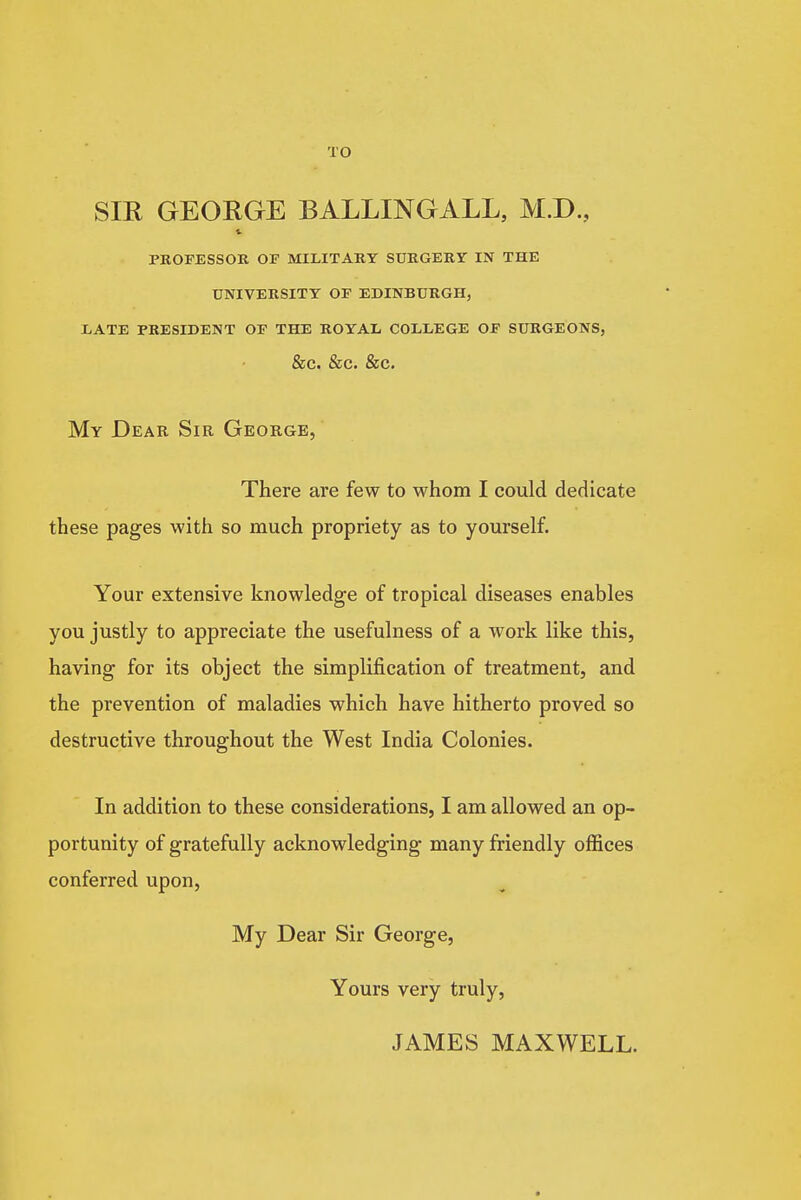 TO
SIR GEORGE BALLINGALL, M.D.,
PROFESSOR OF MILITARY SURGERY IN THE
UNIVERSITY OF EDINBURGH,
LATE PRESIDENT OF THE ROYAL COLLEGE OF SURGEONS,
&c. &c. &c.
My Dear Sir George,
There are few to whom I could dedicate
these pages with so much propriety as to yourself.
Your extensive knowledge of tropical diseases enables
you justly to appreciate the usefulness of a work like this,
having for its object the simplification of treatment, and
the prevention of maladies which have hitherto proved so
destructive throughout the West India Colonies.
In addition to these considerations, I am allowed an op-
portunity of gratefully acknowledging many friendly offices
conferred upon,
My Dear Sir George,
Yours very truly,
JAMES MAXWELL.